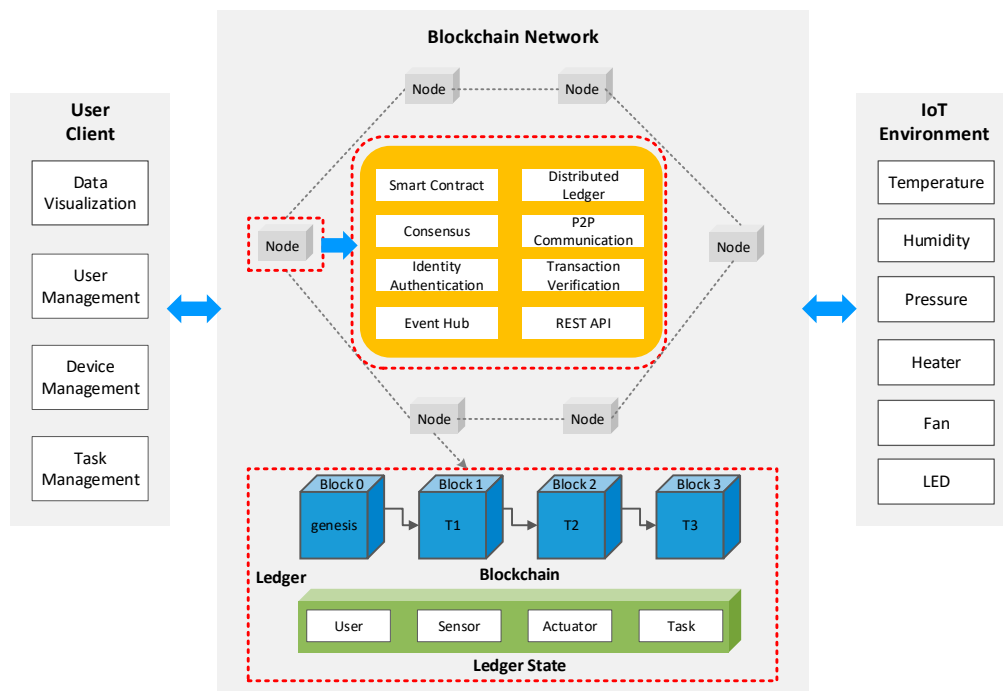 Blockchain Network
User
Client
Data
Visualization
User
Management
Device
Management
Task
Management
Node
Node
Node
Node
Node
Node
Smart Contract
Distributed
Ledger
Consensus
P2P
Communication
Identity
Authentication
Transaction
Verification
Event Hub
REST API
Block 0
Block 1
Block 2
Block 3
genesis
T1
T2
T3
Blockchain
Ledger
User
Sensor
Actuator
Task
Ledger State
IoT
Environment
Temperature
Humidity
Pressure
Heater
Fan
LED